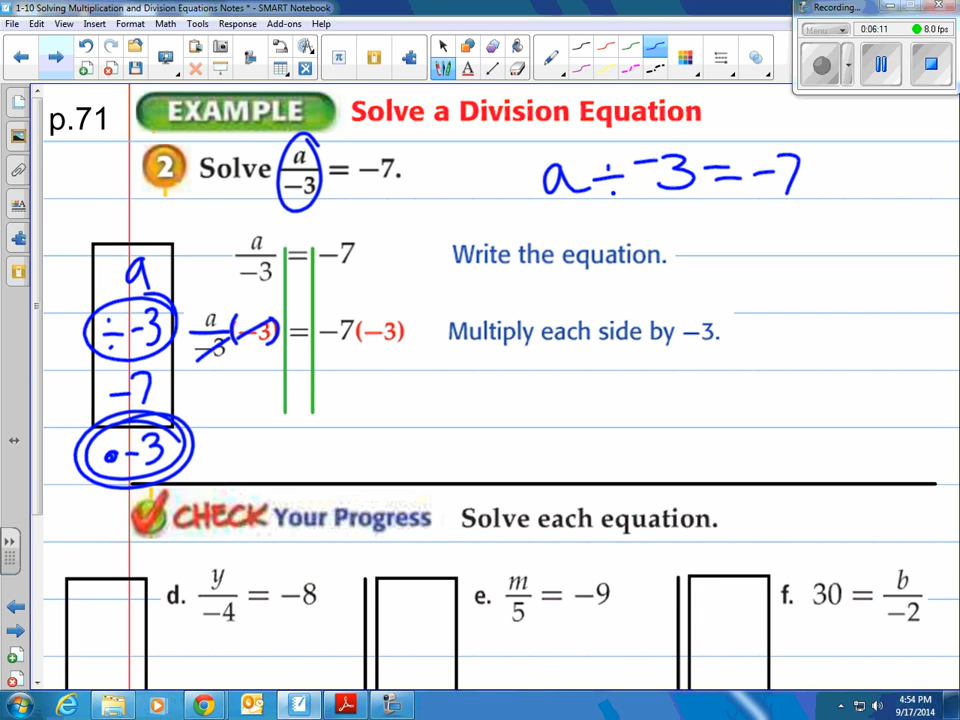 1-10 Solving Multiplication and Division Equations Notes * - SMART Notebook
Recording...
File Edit View Insert Format Math Tools Response Add-ons Help
Menu
0:06:11
8.0 fps
p.71
EXAMPLE Solve a Division Equation
2 Solve a/−3 = −7.
a ÷ −3 = −7
a/−3 = −7 Write the equation.
a
÷ −3
a/−3 (−3) = −7(−3) Multiply each side by −3.
−7
• −3
CHECK Your Progress Solve each equation.
d. y/−4 = −8
e. m/5 = −9
f. 30 = b/−2
4:54 PM
9/17/2014